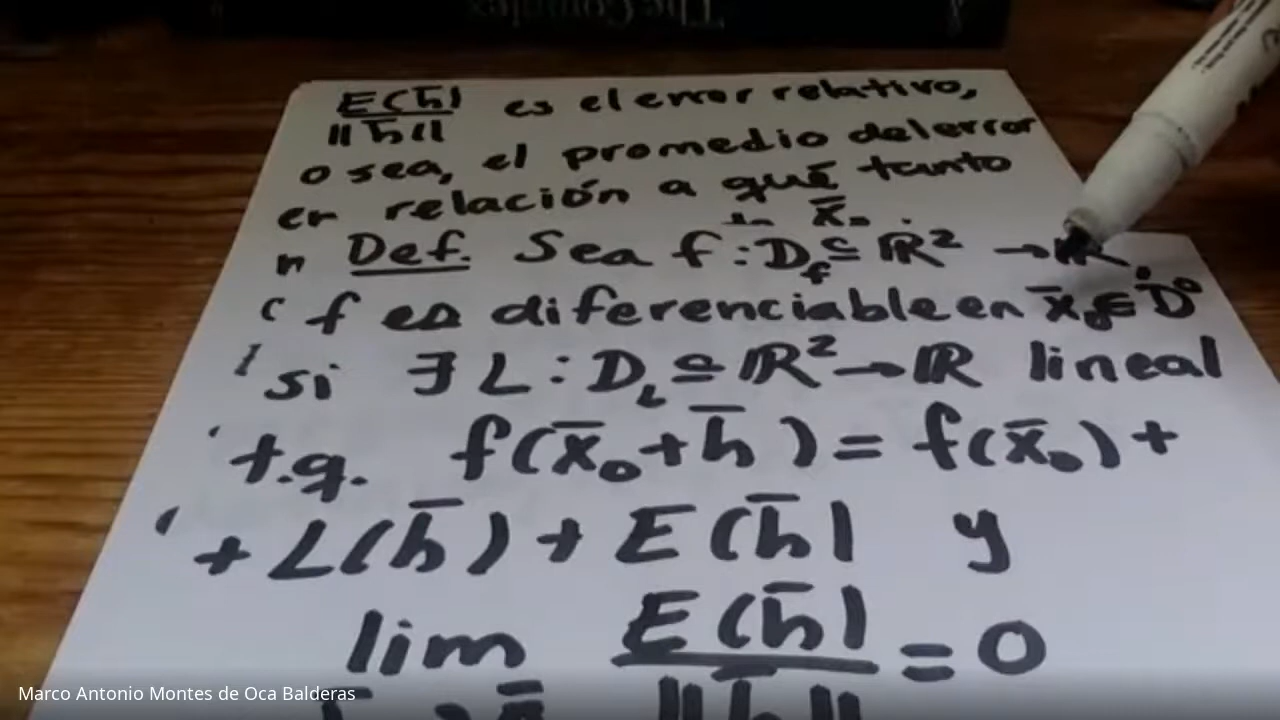 The Complex
E(h̄) es el error relativo,
‖h̄‖
o sea, el promedio del error
en relación a qué tanto
x̄₀
Def. Sea f : D_f ⊆ ℝ² → ℝ.
f es diferenciable en x̄₀ ∈ D°
si ∃ L : D_L ⊆ ℝ² → ℝ lineal
t.q. f(x̄₀ + h̄) = f(x̄₀) +
+ L(h̄) + E(h̄) y
lim E(h̄) = 0
‖h̄‖
Marco Antonio Montes de Oca Balderas